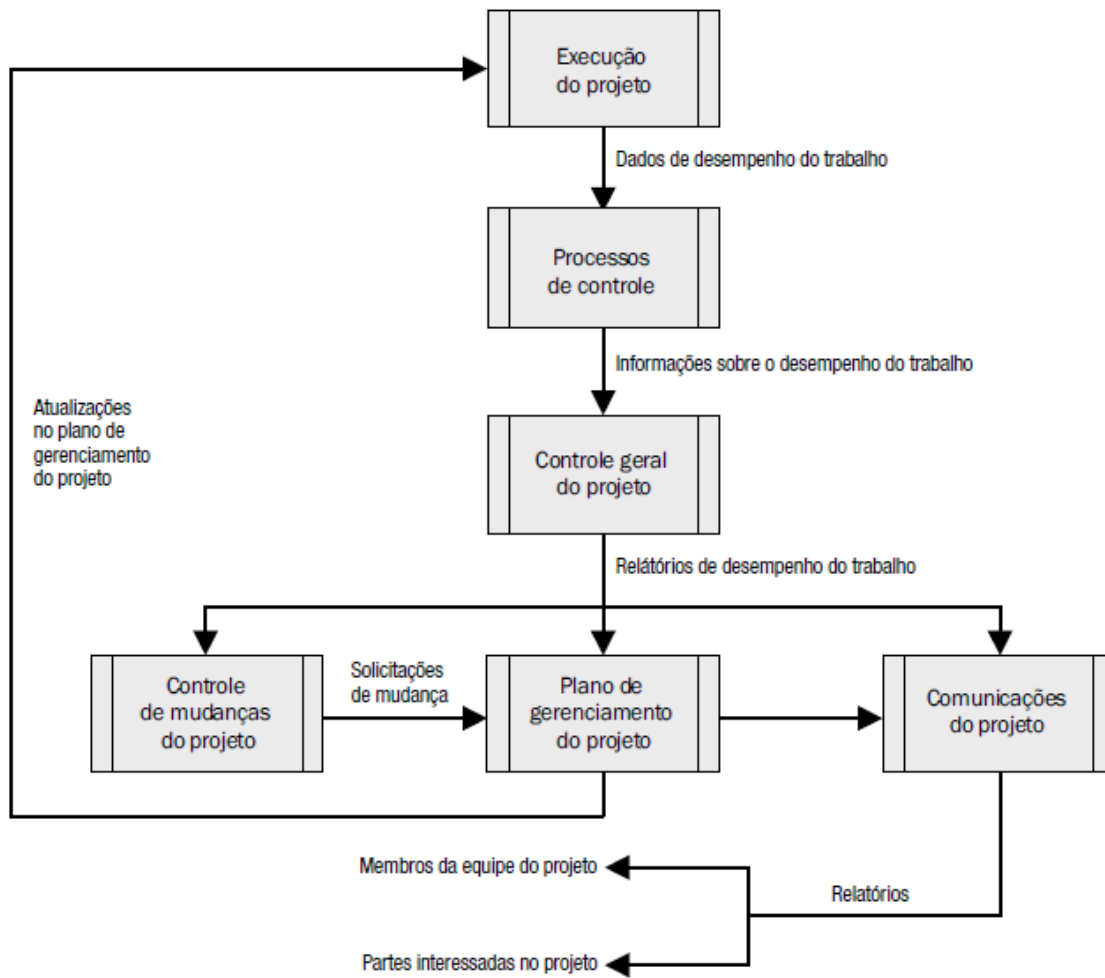 Execução
do projeto
Dados de desempenho do trabalho
Processos
de controle
Informações sobre o desempenho do trabalho
Atualizações
no plano de
gerenciamento
do projeto
Controle geral
do projeto
Relátórios de desempenho do trabalho
Controle
de mudanças
do projeto
Solicitações
de mudança
Plano de
gerenciamento
do projeto
Comunicações
do projeto
Membros da equipe do projeto
Relatórios
Partes interessadas no projeto